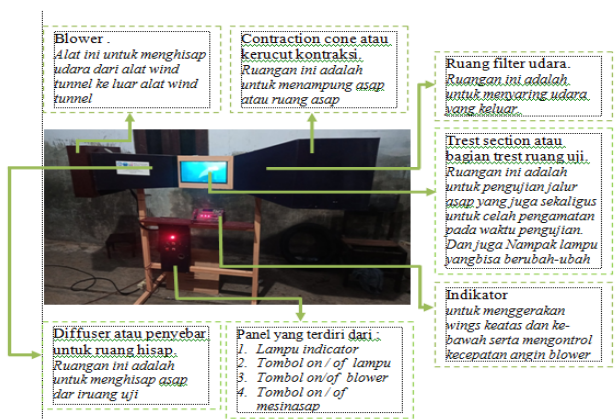 Blower .
Alat ini untuk menghisap
udara dari alat wind
tunnel ke luar alat wind
tunnel
Contraction cone atau
kerucut kontraksi.
Ruangan ini adalah
untuk menampung asap
atau ruang asap
Ruang filter udara.
Ruangan ini adalah
untuk menyaring udara
yang keluar.
Trest section atau
bagian trest ruang uji.
Ruangan ini adalah
untuk pengujian jalur
asap yang juga sekaligus
untuk celah pengamatan
pada waktu pengujian.
Dan juga Nampak lampu
yangbisa berubah-ubah
Indikator
untuk menggerakan
wings keatas dan ke-
bawah serta mengontrol
kecepatan angin blower
Diffuser atau penyebar
untuk ruang hisap.
Ruangan ini adalah
untuk menghisap asap
dar iruang uji
Panel yang terdiri dari :
1. Lampu indicator
2. Tombol on / of lampu
3. Tombol on/of blower
4. Tombol on / of
mesinasap